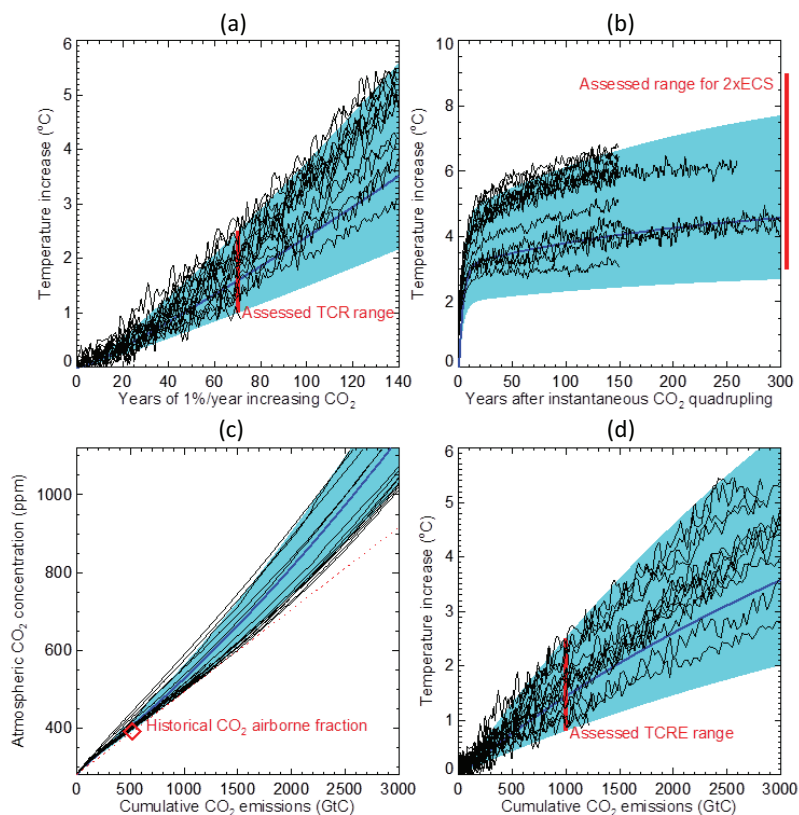 (a)
6
5
4
3
2
1
0
Temperature increase (°C)
Assessed TCR range
0 20 40 60 80 100 120 140
Years of 1%/year increasing CO₂
(b)
10
8
6
4
2
0
Temperature increase (°C)
Assessed range for 2xECS
0 50 100 150 200 250 300
Years after instantaneous CO₂ quadrupling
(c)
1000
800
600
400
Atmospheric CO₂ concentration (ppm)
Historical CO₂ airborne fraction
0 500 1000 1500 2000 2500 3000
Cumulative CO₂ emissions (GtC)
(d)
6
5
4
3
2
1
0
Temperature increase (°C)
Assessed TCRE range
0 500 1000 1500 2000 2500 3000
Cumulative CO₂ emissions (GtC)